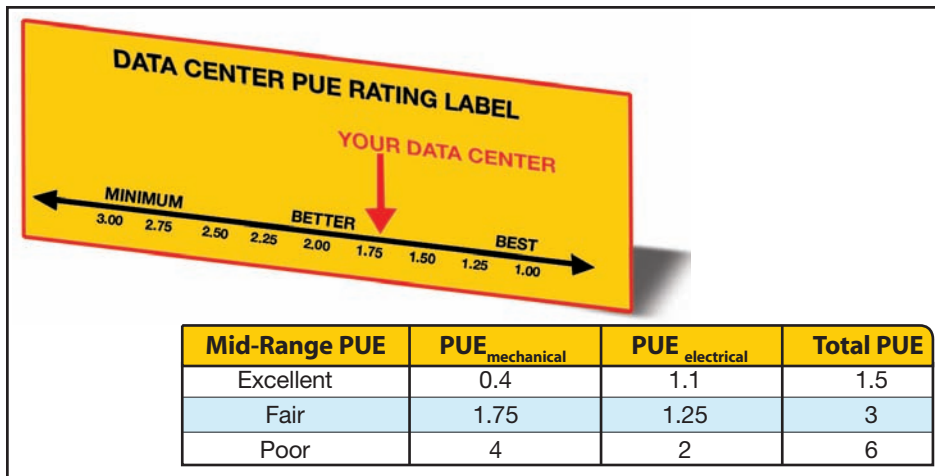 DATA CENTER PUE RATING LABEL
YOUR DATA CENTER
MINIMUM BETTER BEST
3.00 2.75 2.50 2.25 2.00 1.75 1.50 1.25 1.00
Mid-Range PUE PUE mechanical PUE electrical Total PUE
Excellent 0.4 1.1 1.5
Fair 1.75 1.25 3
Poor 4 2 6